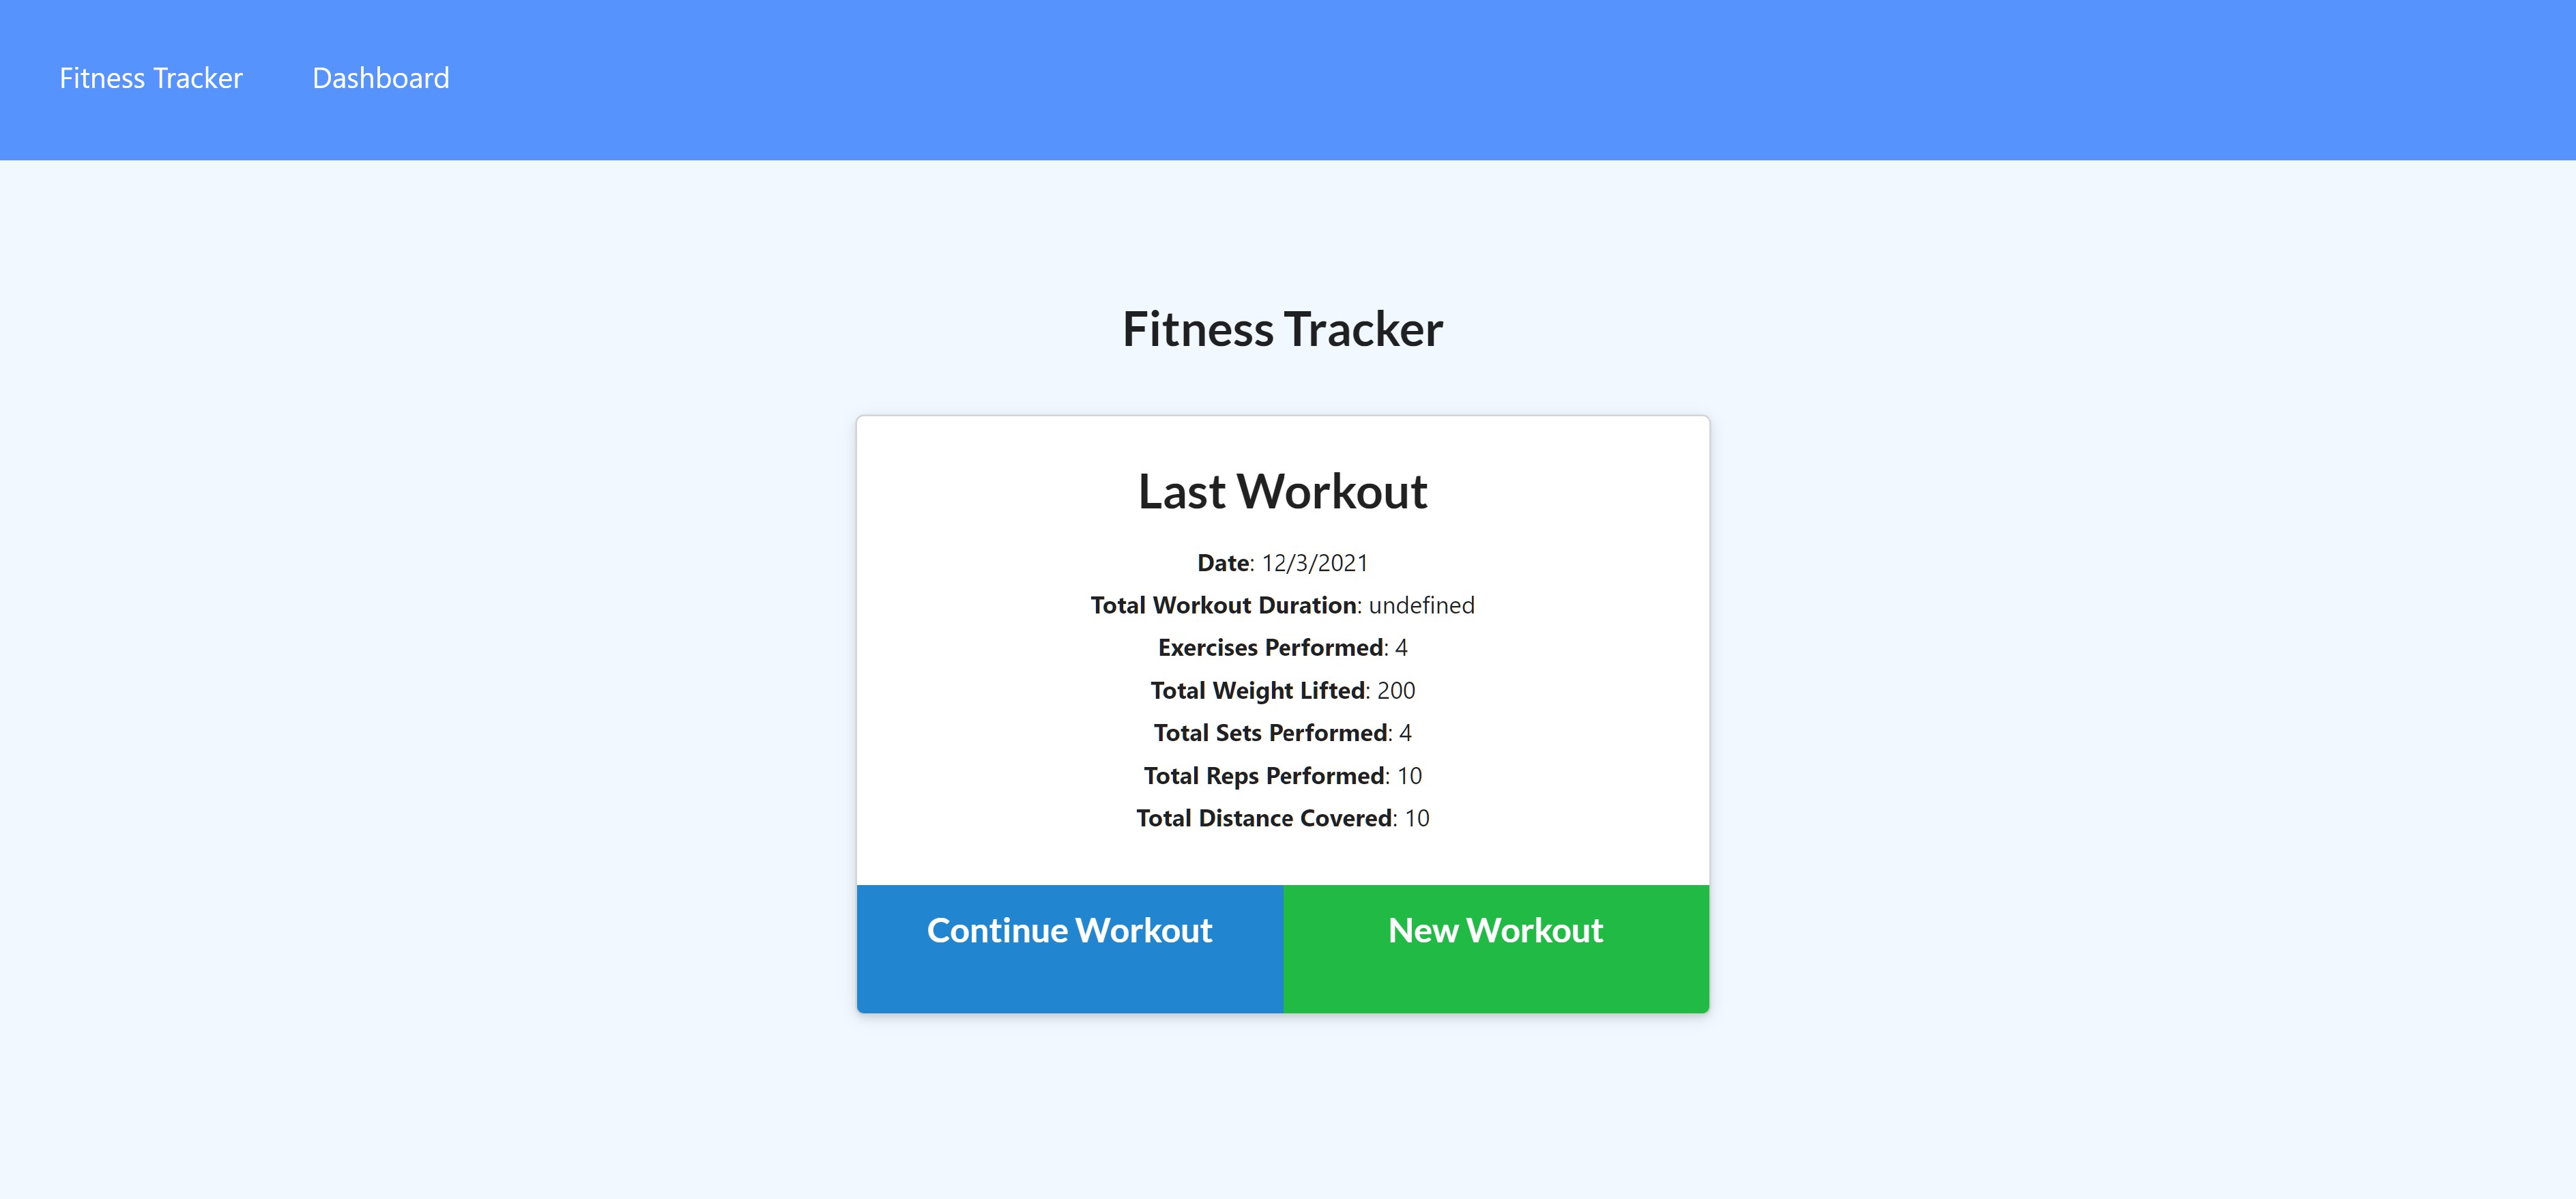 Fitness Tracker Dashboard
Fitness Tracker
Last Workout
Date: 12/3/2021
Total Workout Duration: undefined
Exercises Performed: 4
Total Weight Lifted: 200
Total Sets Performed: 4
Total Reps Performed: 10
Total Distance Covered: 10
Continue Workout New Workout